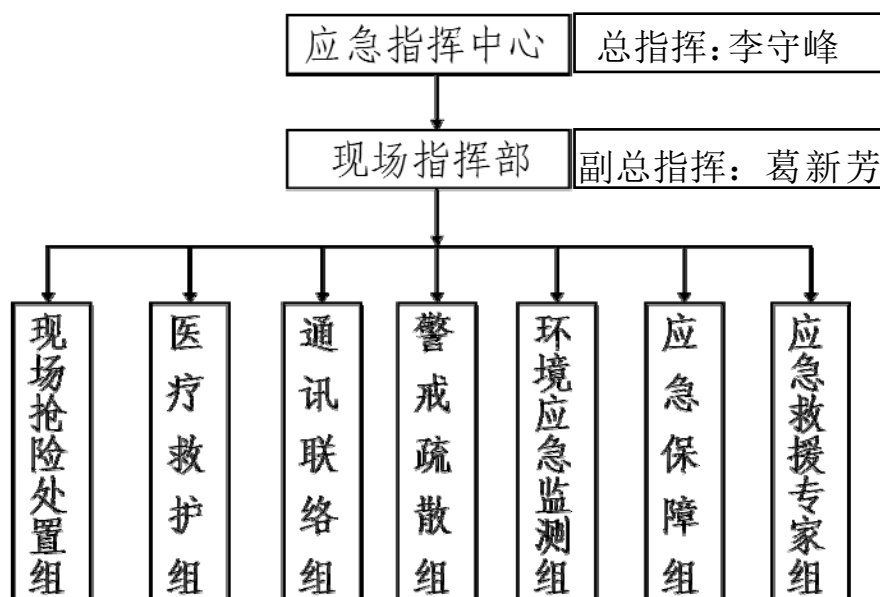 应急指挥中心
总指挥：李守峰
现场指挥部
副总指挥：葛新芳
现场抢险处置组
医疗救护组
通讯联络组
警戒疏散组
环境应急监测组
应急保障组
应急救援专家组